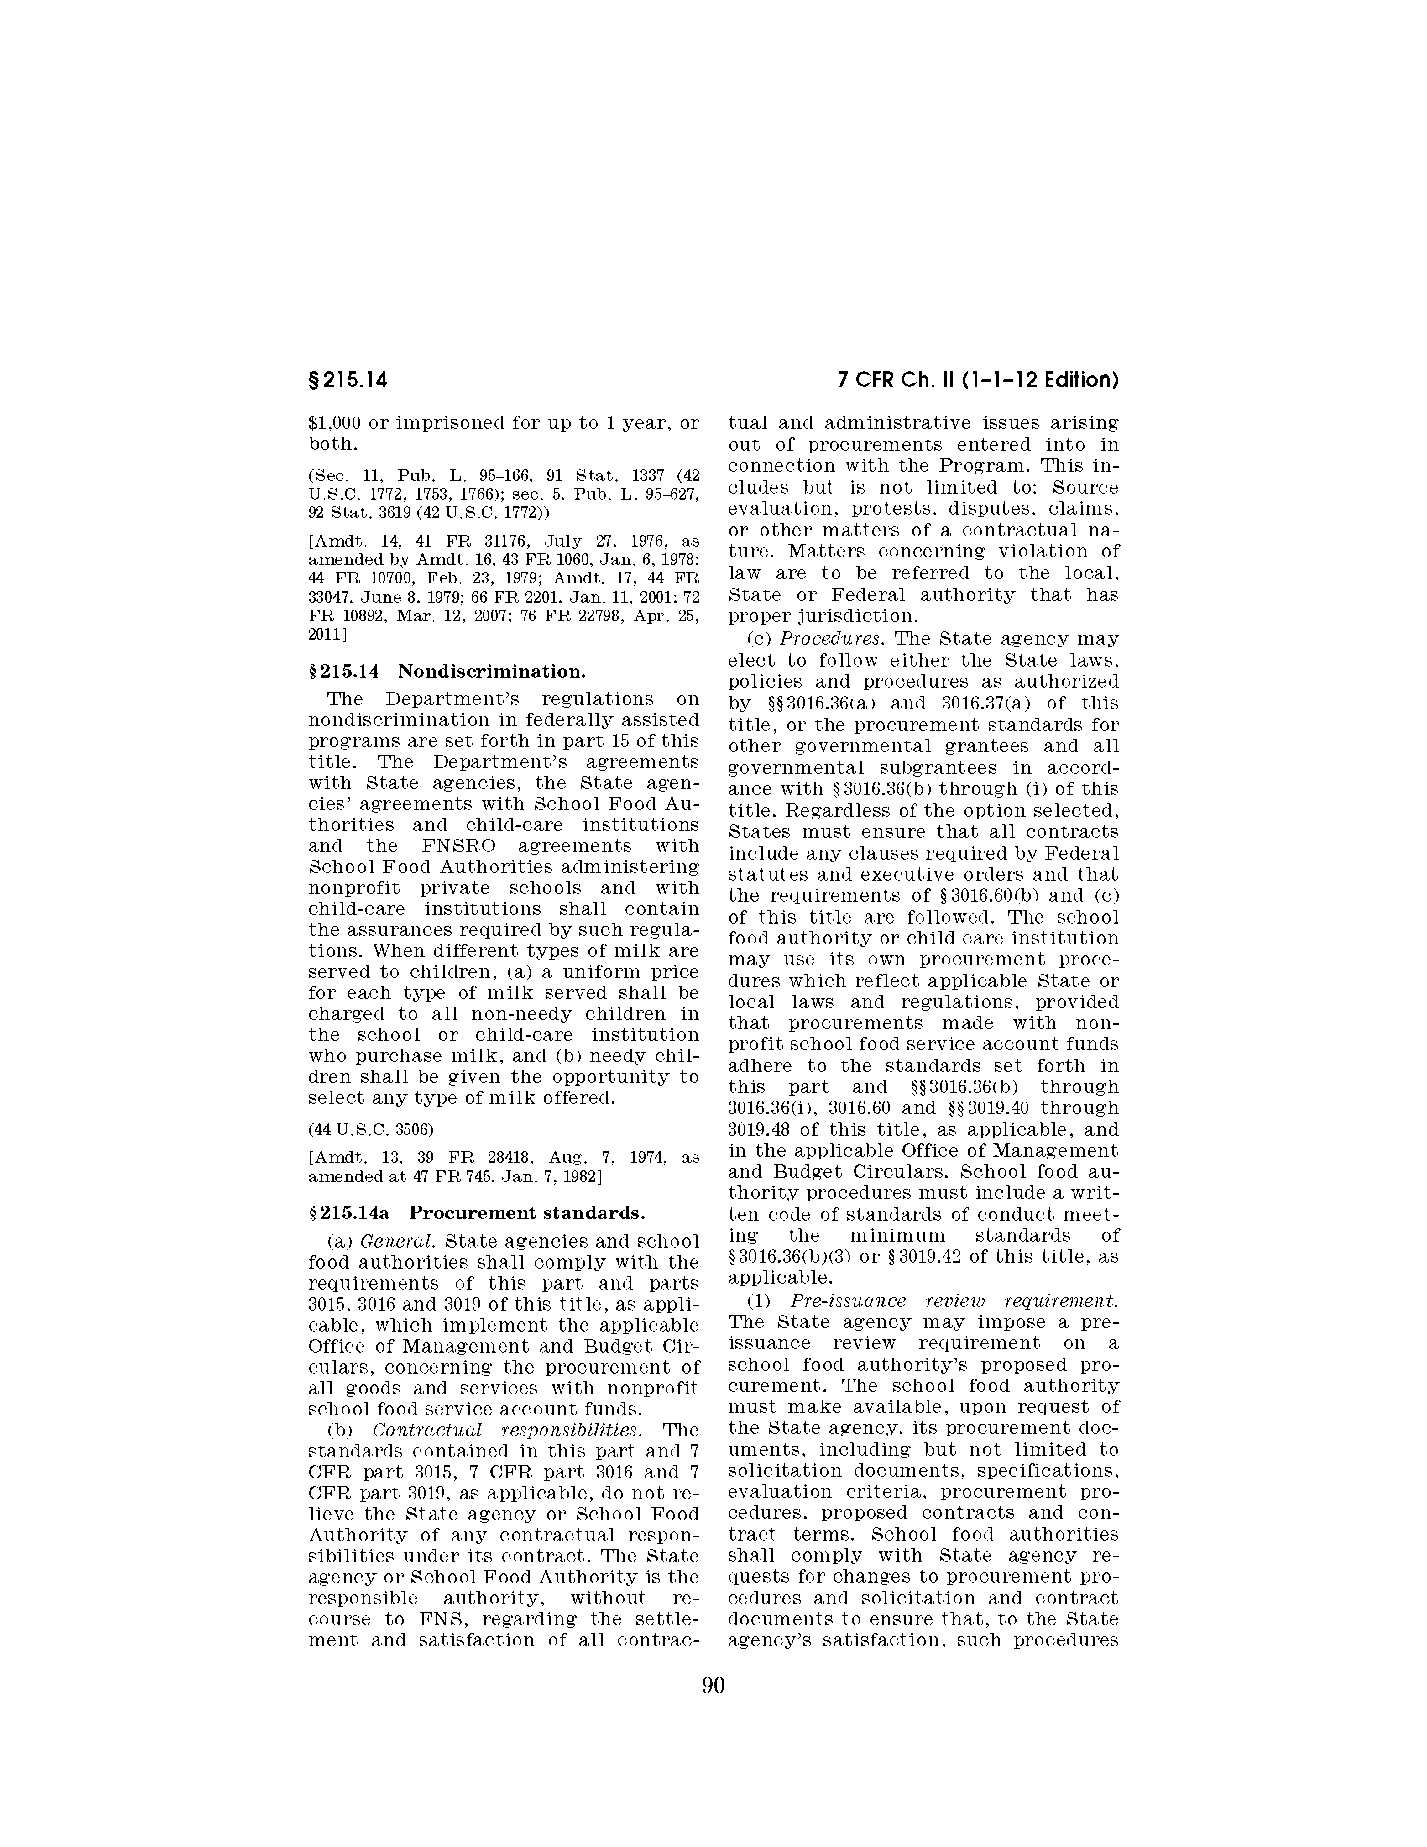 § 215.14
7 CFR Ch. II (1–1–12 Edition)
$1,000 or imprisoned for up to 1 year, or
both.
(Sec. 11, Pub. L. 95–166, 91 Stat. 1337 (42
U.S.C. 1772, 1753, 1766); sec. 5, Pub. L. 95–627,
92 Stat. 3619 (42 U.S.C. 1772))
[Amdt. 14, 41 FR 31176, July 27, 1976, as
amended by Amdt. 16, 43 FR 1060, Jan. 6, 1978;
44 FR 10700, Feb. 23, 1979; Amdt. 17, 44 FR
33047, June 8, 1979; 66 FR 2201, Jan. 11, 2001; 72
FR 10892, Mar. 12, 2007; 76 FR 22798, Apr. 25,
2011]
§ 215.14 Nondiscrimination.
The Department's regulations on
nondiscrimination in federally assisted
programs are set forth in part 15 of this
title. The Department's agreements
with State agencies, the State agen-
cies' agreements with School Food Au-
thorities and child-care institutions
and the FNSRO agreements with
School Food Authorities administering
nonprofit private schools and with
child-care institutions shall contain
the assurances required by such regula-
tions. When different types of milk are
served to children, (a) a uniform price
for each type of milk served shall be
charged to all non-needy children in
the school or child-care institution
who purchase milk, and (b) needy chil-
dren shall be given the opportunity to
select any type of milk offered.
(44 U.S.C. 3506)
[Amdt. 13, 39 FR 28418, Aug. 7, 1974, as
amended at 47 FR 745, Jan. 7, 1982]
§ 215.14a Procurement standards.
(a) General. State agencies and school
food authorities shall comply with the
requirements of this part and parts
3015, 3016 and 3019 of this title, as appli-
cable, which implement the applicable
Office of Management and Budget Cir-
culars, concerning the procurement of
all goods and services with nonprofit
school food service account funds.
(b) Contractual responsibilities. The
standards contained in this part and 7
CFR part 3015, 7 CFR part 3016 and 7
CFR part 3019, as applicable, do not re-
lieve the State agency or School Food
Authority of any contractual respon-
sibilities under its contract. The State
agency or School Food Authority is the
responsible authority, without re-
course to FNS, regarding the settle-
ment and satisfaction of all contrac-
tual and administrative issues arising
out of procurements entered into in
connection with the Program. This in-
cludes but is not limited to: Source
evaluation, protests, disputes, claims,
or other matters of a contractual na-
ture. Matters concerning violation of
law are to be referred to the local,
State or Federal authority that has
proper jurisdiction.
(c) Procedures. The State agency may
elect to follow either the State laws,
policies and procedures as authorized
by §§ 3016.36(a) and 3016.37(a) of this
title, or the procurement standards for
other governmental grantees and all
governmental subgrantees in accord-
ance with § 3016.36(b) through (i) of this
title. Regardless of the option selected,
States must ensure that all contracts
include any clauses required by Federal
statutes and executive orders and that
the requirements of § 3016.60(b) and (c)
of this title are followed. The school
food authority or child care institution
may use its own procurement proce-
dures which reflect applicable State or
local laws and regulations, provided
that procurements made with non-
profit school food service account funds
adhere to the standards set forth in
this part and §§ 3016.36(b) through
3016.36(i), 3016.60 and §§ 3019.40 through
3019.48 of this title, as applicable, and
in the applicable Office of Management
and Budget Circulars. School food au-
thority procedures must include a writ-
ten code of standards of conduct meet-
ing the minimum standards of
§ 3016.36(b)(3) or § 3019.42 of this title, as
applicable.
(1) Pre-issuance review requirement.
The State agency may impose a pre-
issuance review requirement on a
school food authority's proposed pro-
curement. The school food authority
must make available, upon request of
the State agency, its procurement doc-
uments, including but not limited to
solicitation documents, specifications,
evaluation criteria, procurement pro-
cedures, proposed contracts and con-
tract terms. School food authorities
shall comply with State agency re-
quests for changes to procurement pro-
cedures and solicitation and contract
documents to ensure that, to the State
agency's satisfaction, such procedures
90